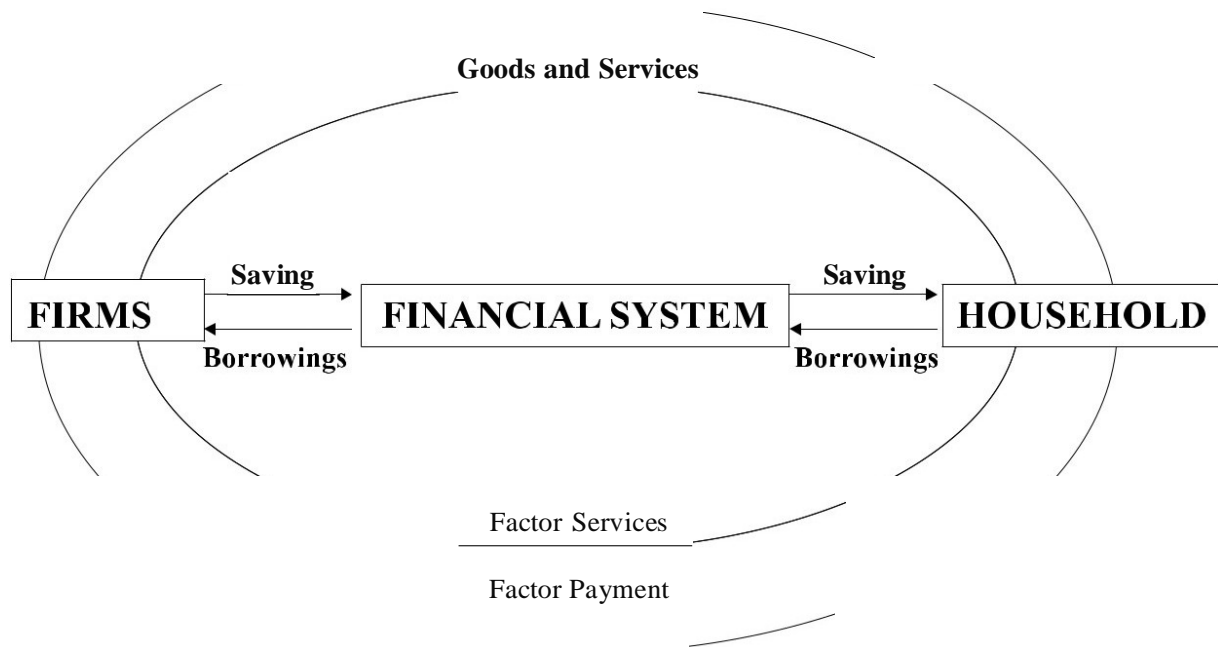 Goods and Services
Saving
Saving
FIRMS
FINANCIAL SYSTEM
HOUSEHOLD
Borrowings
Borrowings
Factor Services
Factor Payment